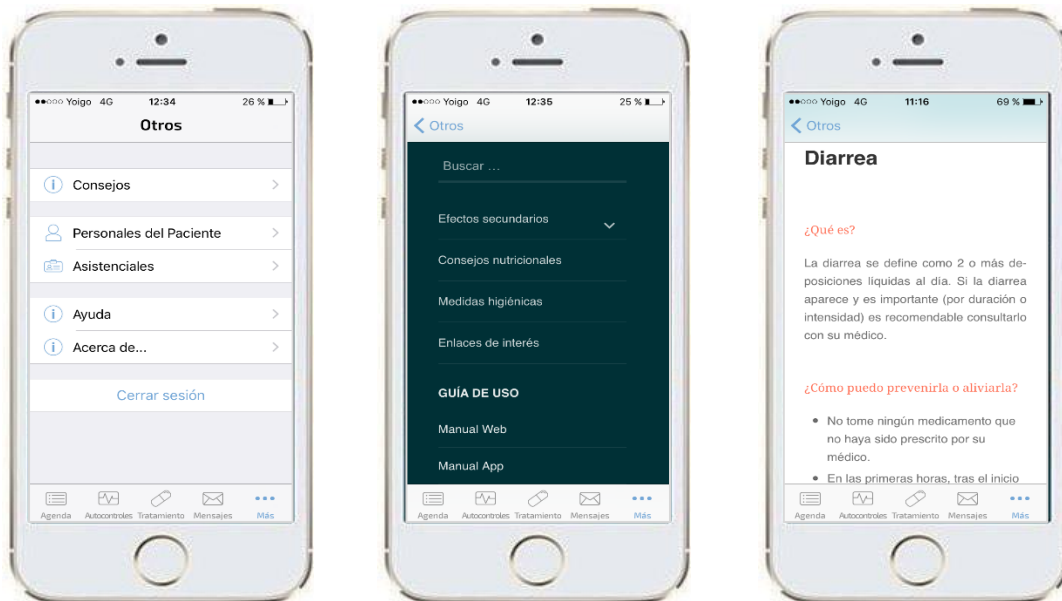 Yoigo 4G 12:34 26 %
Otros
Consejos
Personales del Paciente
Asistenciales
Ayuda
Acerca de...
Cerrar sesión
Agenda Autocontroles Tratamiento Mensajes Más
Yoigo 4G 12:35 25 %
Otros
Buscar ...
Efectos secundarios
Consejos nutricionales
Medidas higiénicas
Enlaces de interés
GUÍA DE USO
Manual Web
Manual App
Agenda Autocontroles Tratamiento Mensajes Más
Yoigo 4G 11:16 69 %
Otros
Diarrea
¿Qué es?
La diarrea se define como 2 o más de-
posiciones líquidas al día. Si la diarrea
aparece y es importante (por duración o
intensidad) es recomendable consultarlo
con su médico.
¿Cómo puedo prevenirla o aliviarla?
• No tome ningún medicamento que
no haya sido prescrito por su
médico.
• En las primeras horas, tras el inicio
Agenda Autocontroles Tratamiento Mensajes Más